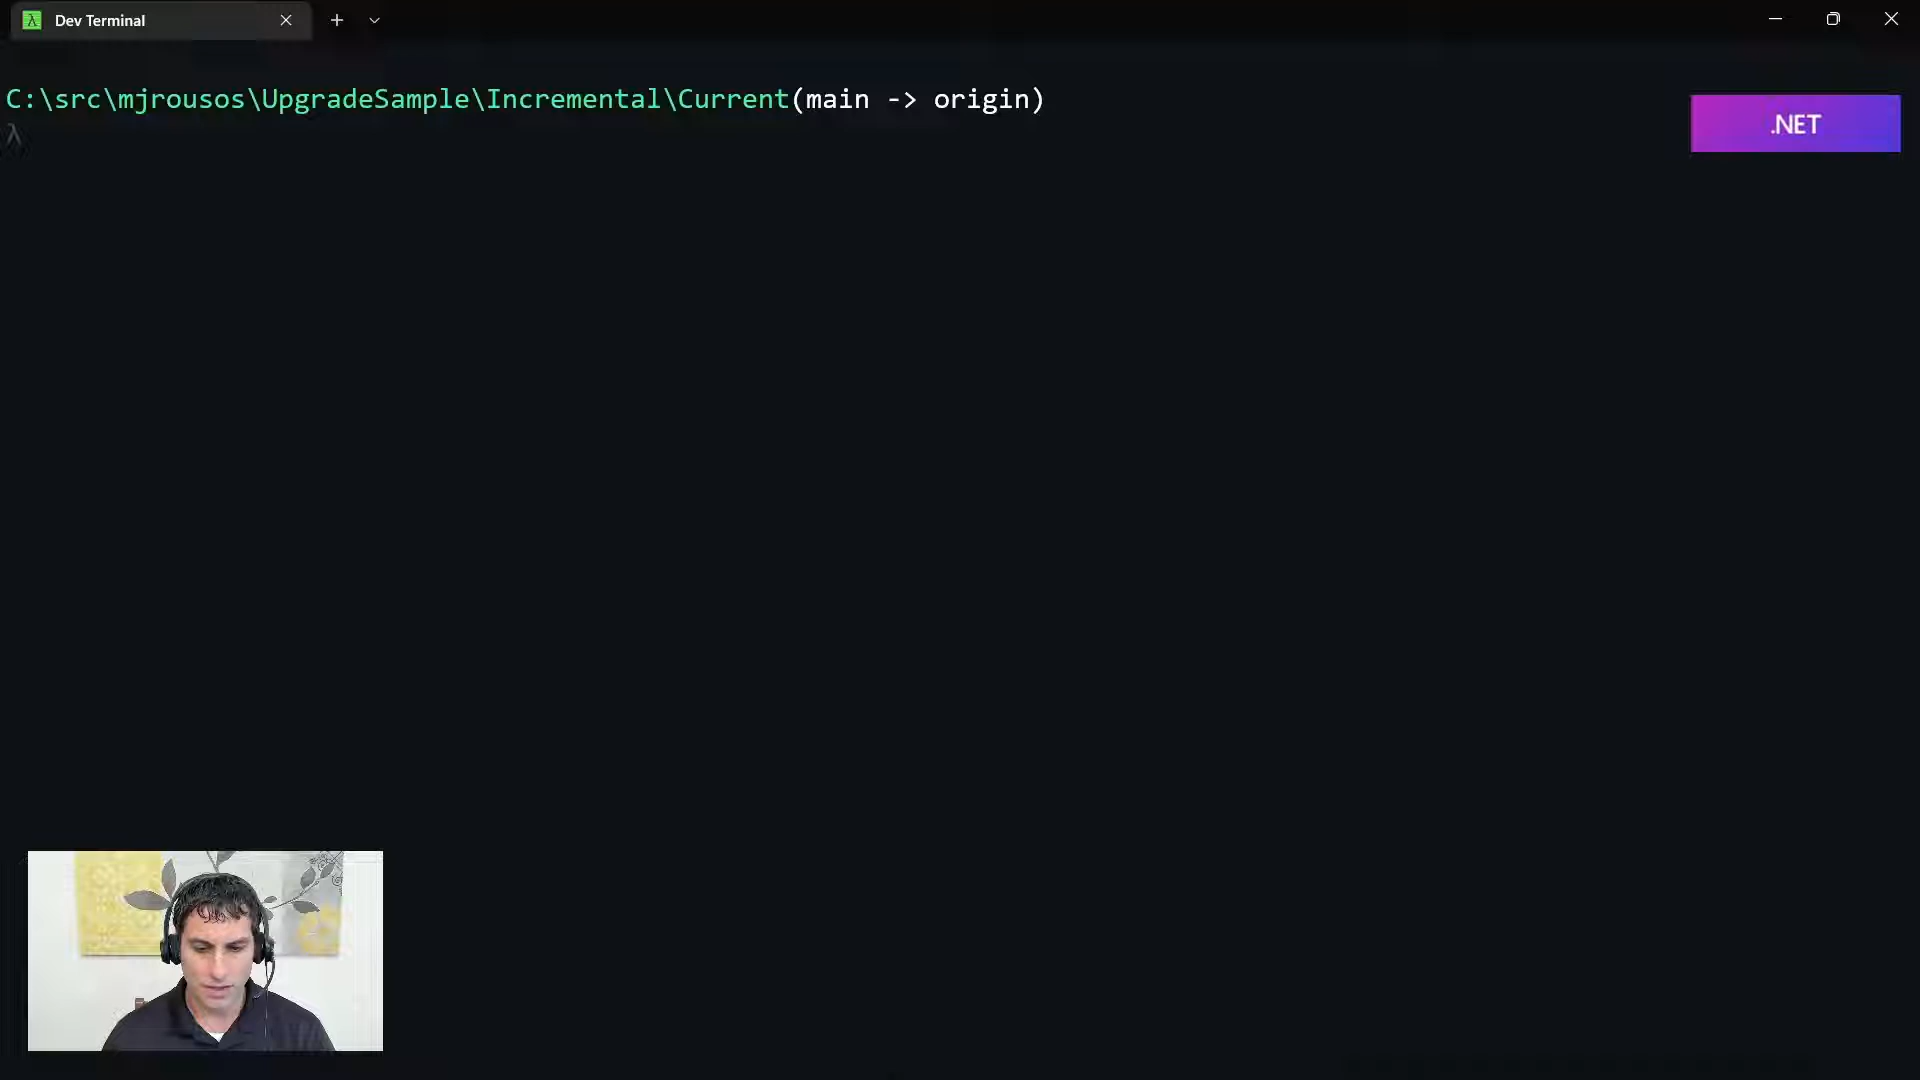 λ Dev Terminal
C:\src\mjrousos\UpgradeSample\Incremental\Current(main -> origin)
λ
.NET